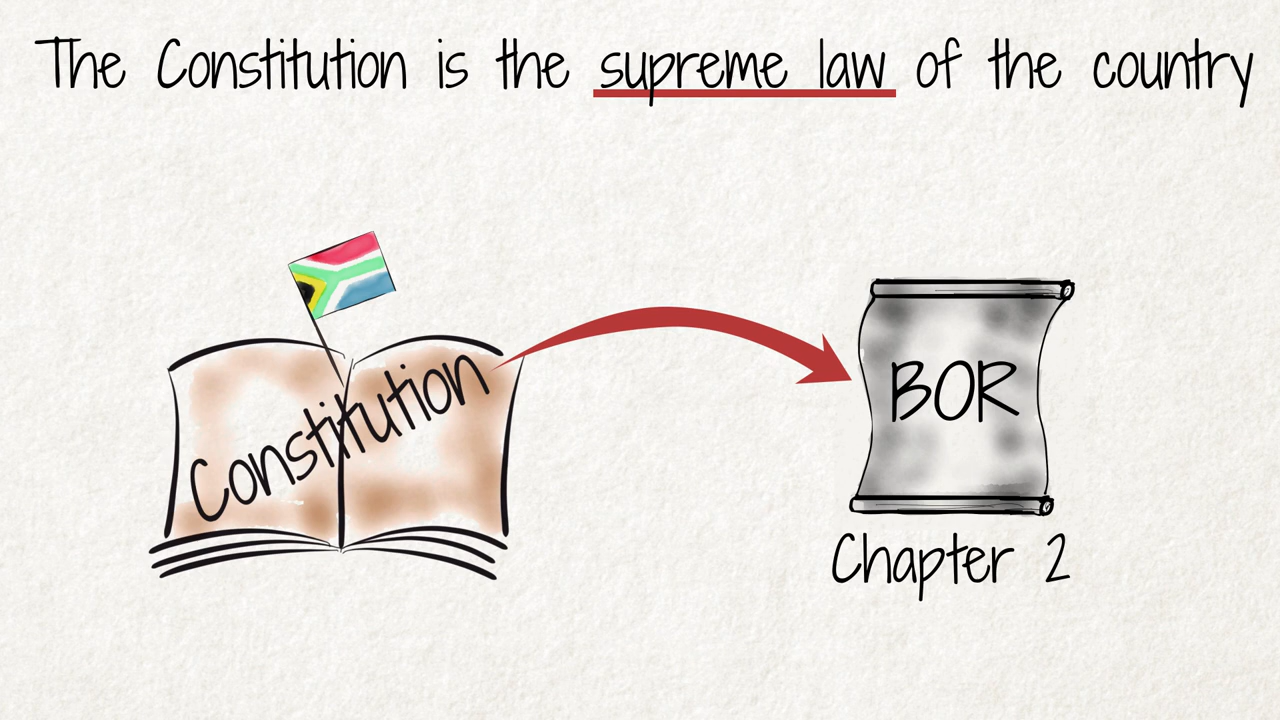 The Constitution is the supreme law of the country
Constitution
BOR
Chapter 2